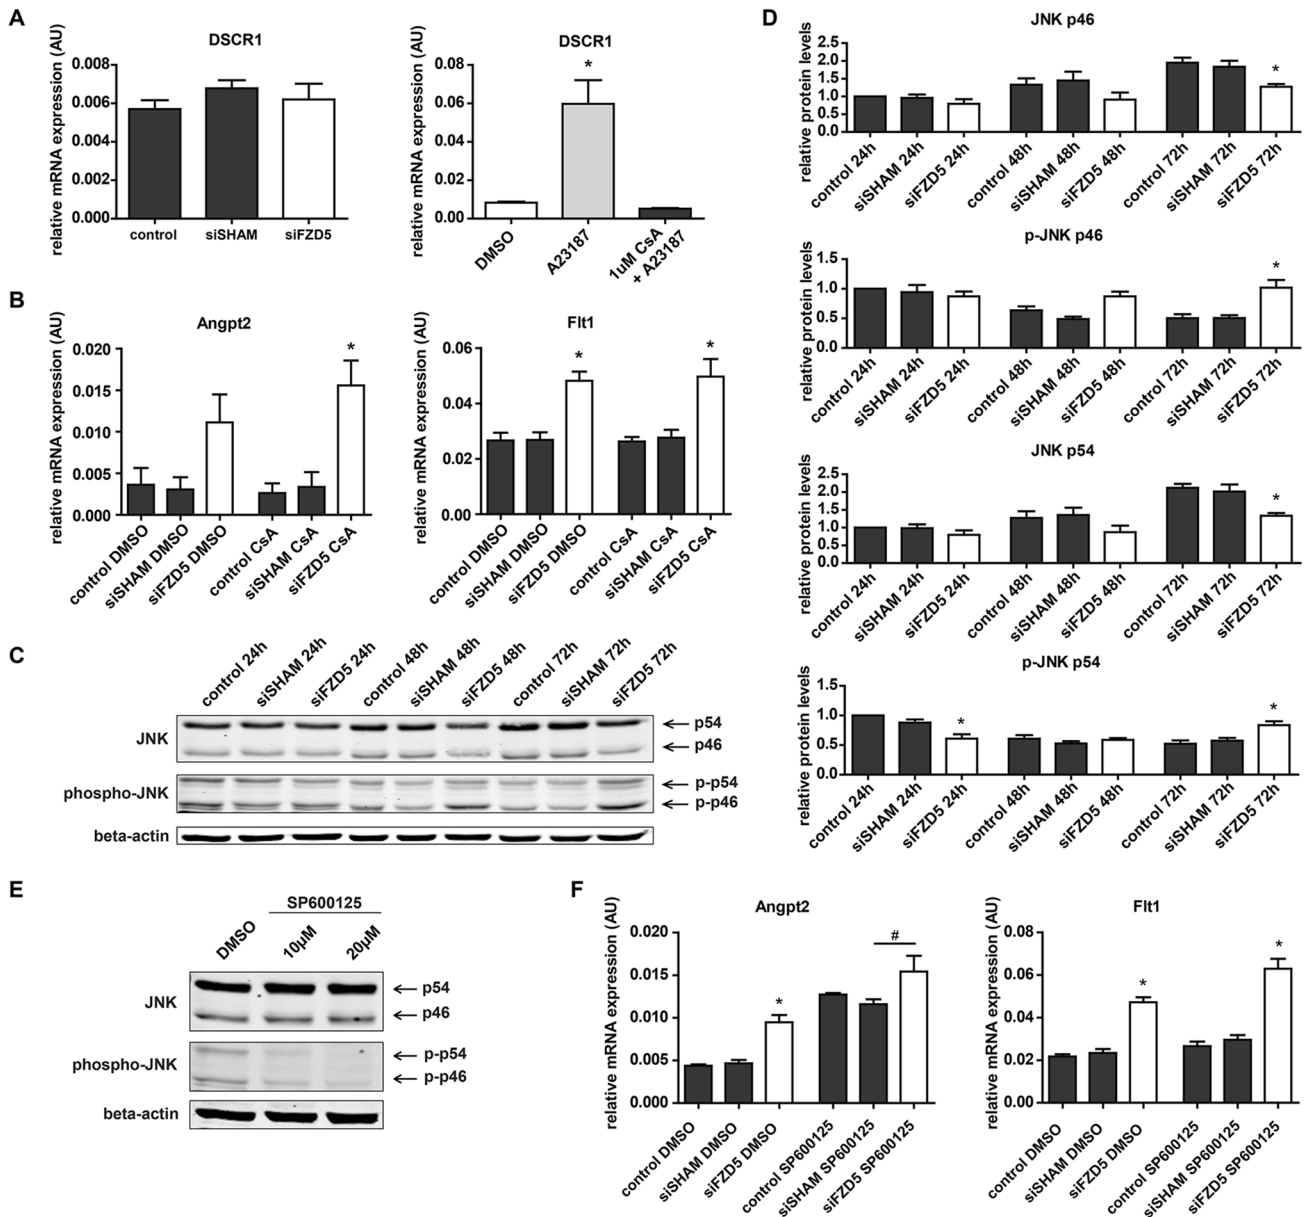 A
DSCR1
relative mRNA expression (AU)
0.008
0.006
0.004
0.002
0.000
control
siSHAM
siFZD5
DSCR1
relative mRNA expression (AU)
0.08
0.06
0.04
0.02
0.00
*
DMSO
A23187
1uM CsA
+ A23187
B
Angpt2
relative mRNA expression (AU)
0.020
0.015
0.010
0.005
0.000
*
control DMSO
siSHAM DMSO
siFZD5 DMSO
control CsA
siSHAM CsA
siFZD5 CsA
Flt1
relative mRNA expression (AU)
0.06
0.04
0.02
0.00
*
*
control DMSO
siSHAM DMSO
siFZD5 DMSO
control CsA
siSHAM CsA
siFZD5 CsA
C
control 24h
siSHAM 24h
siFZD5 24h
control 48h
siSHAM 48h
siFZD5 48h
control 72h
siSHAM 72h
siFZD5 72h
JNK
p54
p46
phospho-JNK
p-p54
p-p46
beta-actin
D
JNK p46
relative protein levels
2.5
2.0
1.5
1.0
0.5
0.0
*
control 24h
siSHAM 24h
siFZD5 24h
control 48h
siSHAM 48h
siFZD5 48h
control 72h
siSHAM 72h
siFZD5 72h
p-JNK p46
relative protein levels
1.5
1.0
0.5
0.0
*
control 24h
siSHAM 24h
siFZD5 24h
control 48h
siSHAM 48h
siFZD5 48h
control 72h
siSHAM 72h
siFZD5 72h
JNK p54
relative protein levels
2.5
2.0
1.5
1.0
0.5
0.0
*
control 24h
siSHAM 24h
siFZD5 24h
control 48h
siSHAM 48h
siFZD5 48h
control 72h
siSHAM 72h
siFZD5 72h
p-JNK p54
relative protein levels
1.5
1.0
0.5
0.0
*
*
control 24h
siSHAM 24h
siFZD5 24h
control 48h
siSHAM 48h
siFZD5 48h
control 72h
siSHAM 72h
siFZD5 72h
E
SP600125
DMSO
10µM
20µM
JNK
p54
p46
phospho-JNK
p-p54
p-p46
beta-actin
F
Angpt2
relative mRNA expression (AU)
0.020
0.015
0.010
0.005
0.000
*
#
control DMSO
siSHAM DMSO
siFZD5 DMSO
control SP600125
siSHAM SP600125
siFZD5 SP600125
Flt1
relative mRNA expression (AU)
0.08
0.06
0.04
0.02
0.00
*
*
control DMSO
siSHAM DMSO
siFZD5 DMSO
control SP600125
siSHAM SP600125
siFZD5 SP600125